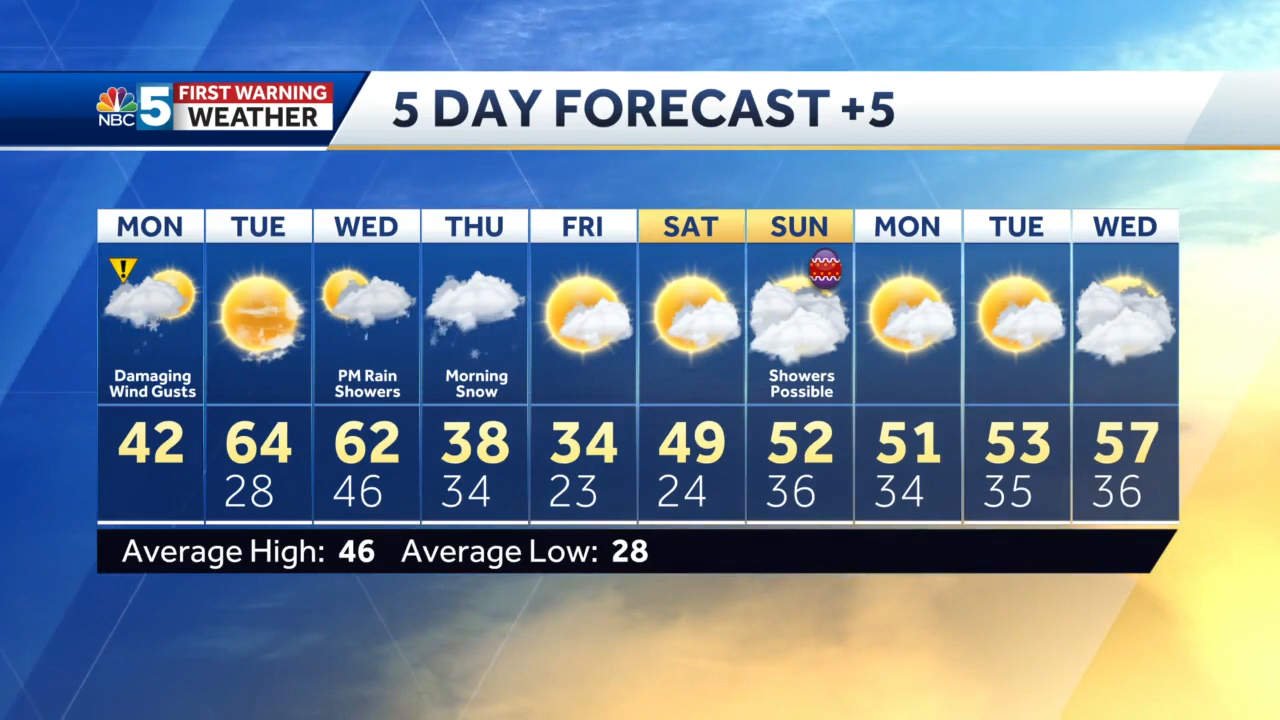 NBC 5 FIRST WARNING
WEATHER
5 DAY FORECAST +5
MON TUE WED THU FRI SAT SUN MON TUE WED
!
Damaging PM Rain Morning Showers
Wind Gusts Showers Snow Possible
42 64 62 38 34 49 52 51 53 57
28 46 34 23 24 36 34 35 36
Average High: 46 Average Low: 28